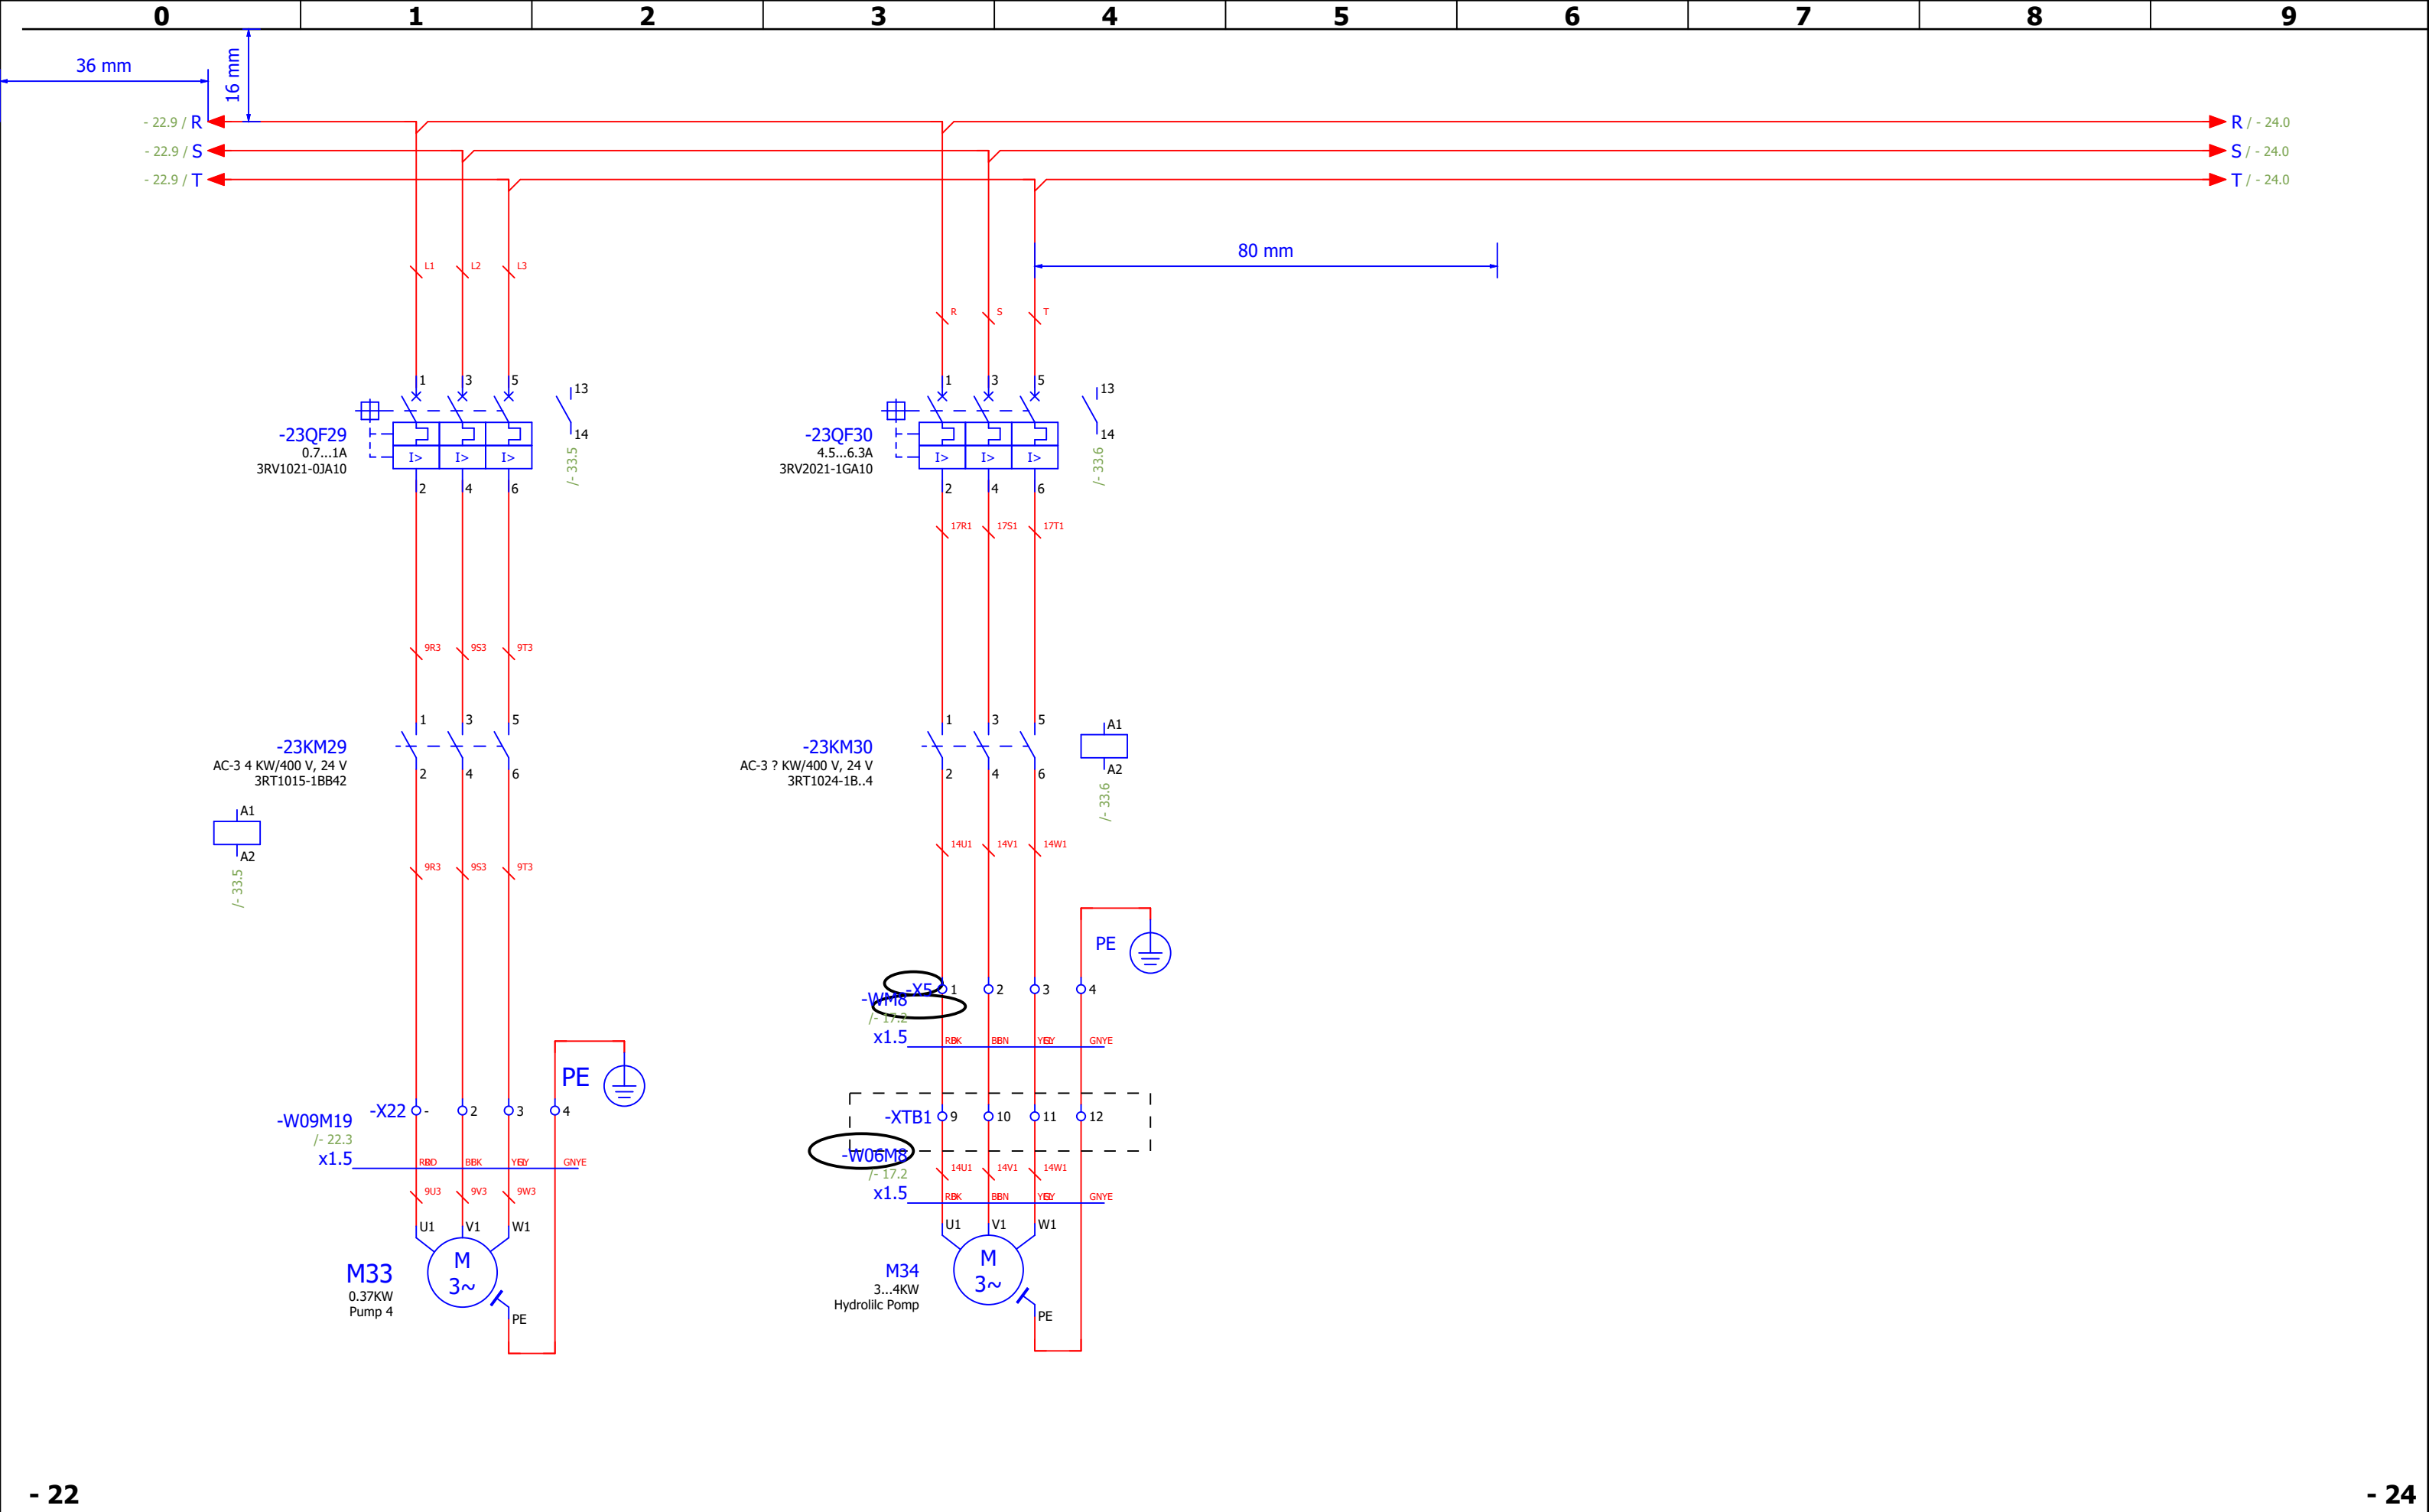 0 1 2 3 4 5 6 7 8 9
36 mm
16 mm
- 22.9 / R
R / - 24.0
- 22.9 / S
S / - 24.0
- 22.9 / T
T / - 24.0
80 mm
L1 L2 L3
R S T
1 3 5 13
14
-23QF29
0.7...1A
3RV1021-0JA10
I> I> I>
/- 33.5
2 4 6
1 3 5 13
14
-23QF30
4.5...6.3A
3RV2021-1GA10
I> I> I>
/- 33.6
2 4 6
17R1 17S1 17T1
9R3 9S3 9T3
1 3 5
-23KM29
AC-3 4 KW/400 V, 24 V
3RT1015-1BB42
2 4 6
1 3 5 A1
-23KM30
AC-3 ? KW/400 V, 24 V
3RT1024-1B..4
2 4 6 A2
/- 33.6
A1
A2
/- 33.5
9R3 9S3 9T3
14U1 14V1 14W1
PE
-X5 1 2 3 4
-WM8
/- 17.2
x1.5
GNYE
PE
-X22 - 2 3 4
-W09M19
/- 22.3
x1.5
GNYE
9U3 9V3 9W3
-XTB1 9 10 11 12
-W06M8
/- 17.2
x1.5
14U1 14V1 14W1
GNYE
U1 V1 W1
M
3~
M33
0.37KW
Pump 4
PE
U1 V1 W1
M
3~
M34
3...4KW
Hydrolilc Pomp
PE
- 22
- 24